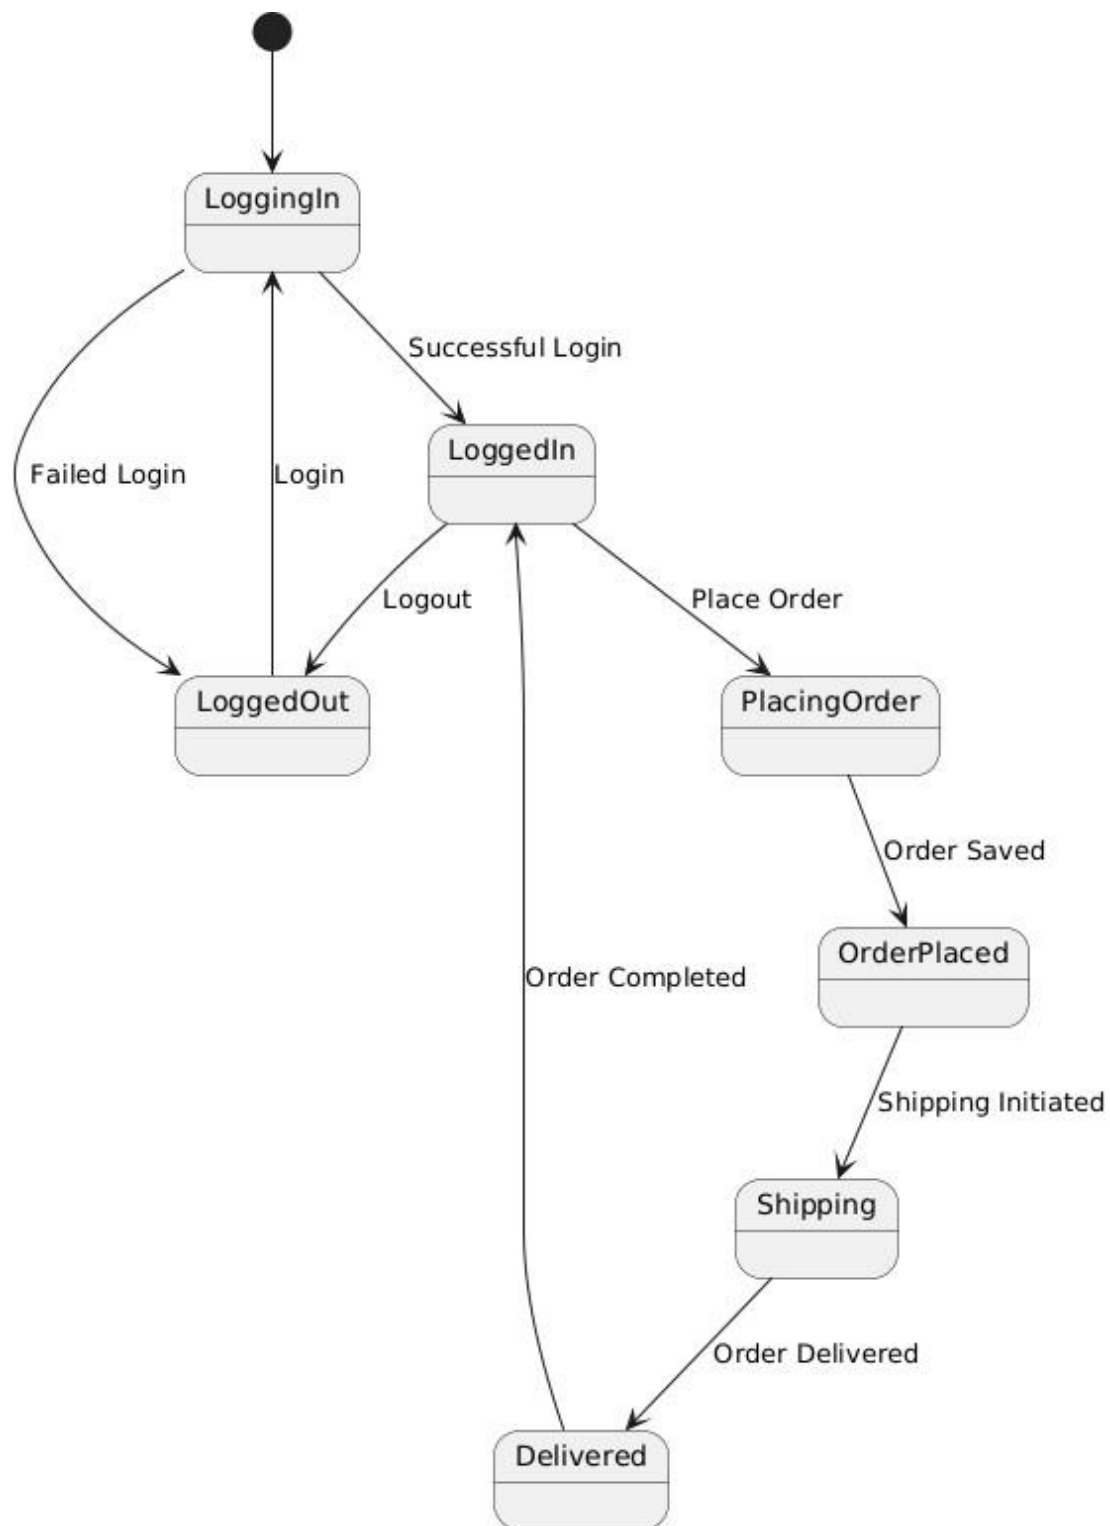 LoggingIn
Successful Login
LoggedIn
Failed Login
Login
Logout
Place Order
LoggedOut
PlacingOrder
Order Saved
OrderPlaced
Order Completed
Shipping Initiated
Shipping
Order Delivered
Delivered